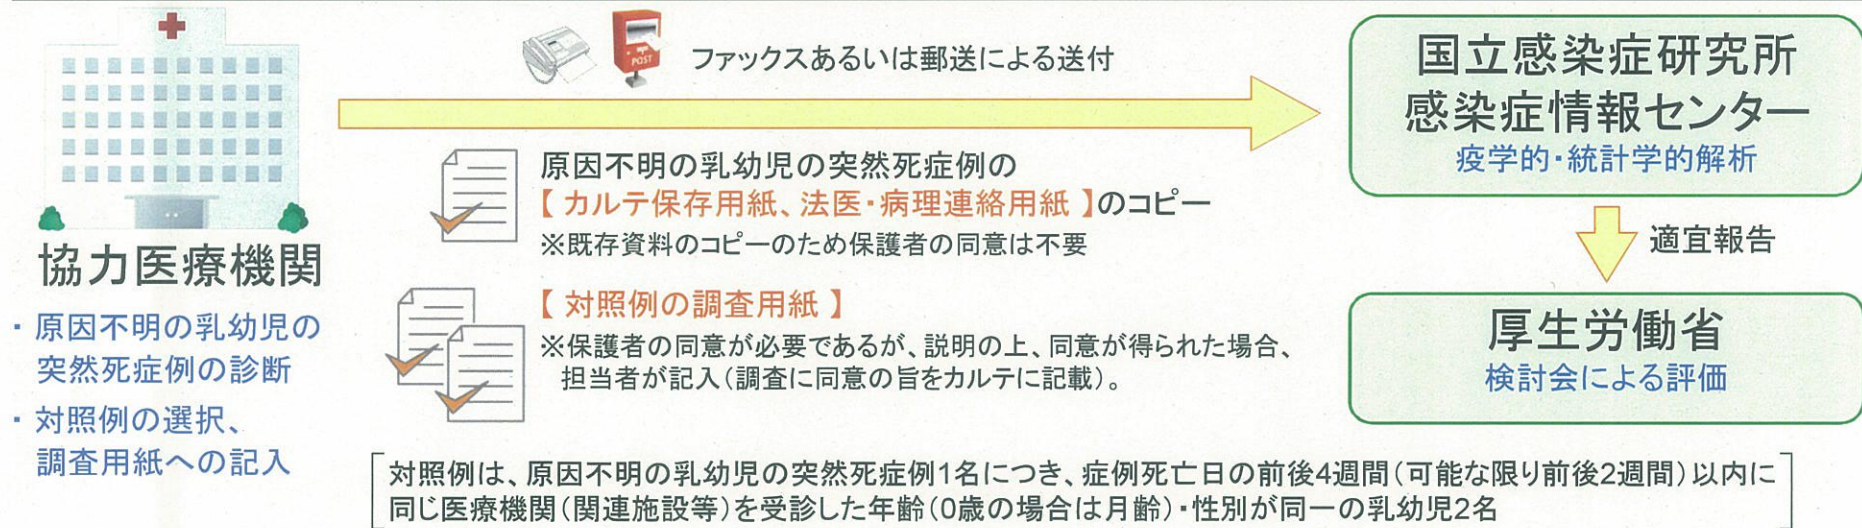 POST
ファックスあるいは郵送による送付
国立感染症研究所
感染症情報センター
疫学的・統計学的解析
原因不明の乳幼児の突然死症例の
【 カルテ保存用紙、法医・病理連絡用紙 】のコピー
※既存資料のコピーのため保護者の同意は不要
適宜報告
協力医療機関
・原因不明の乳幼児の
突然死症例の診断
・対照例の選択、
調査用紙への記入
【 対照例の調査用紙 】
※保護者の同意が必要であるが、説明の上、同意が得られた場合、
担当者が記入(調査に同意の旨をカルテに記載)。
厚生労働省
検討会による評価
対照例は、原因不明の乳幼児の突然死症例1名につき、症例死亡日の前後4週間(可能な限り前後2週間)以内に
同じ医療機関(関連施設等)を受診した年齢(0歳の場合は月齢)・性別が同一の乳幼児2名